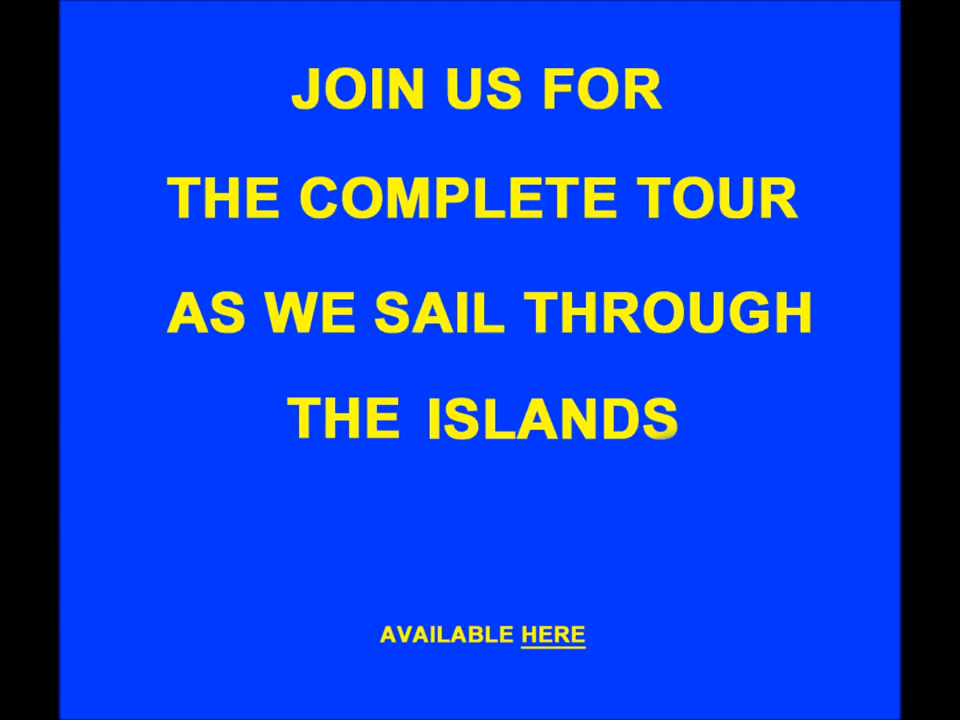 JOIN US FOR
THE COMPLETE TOUR
AS WE SAIL THROUGH
THE ISLANDS
AVAILABLE HERE